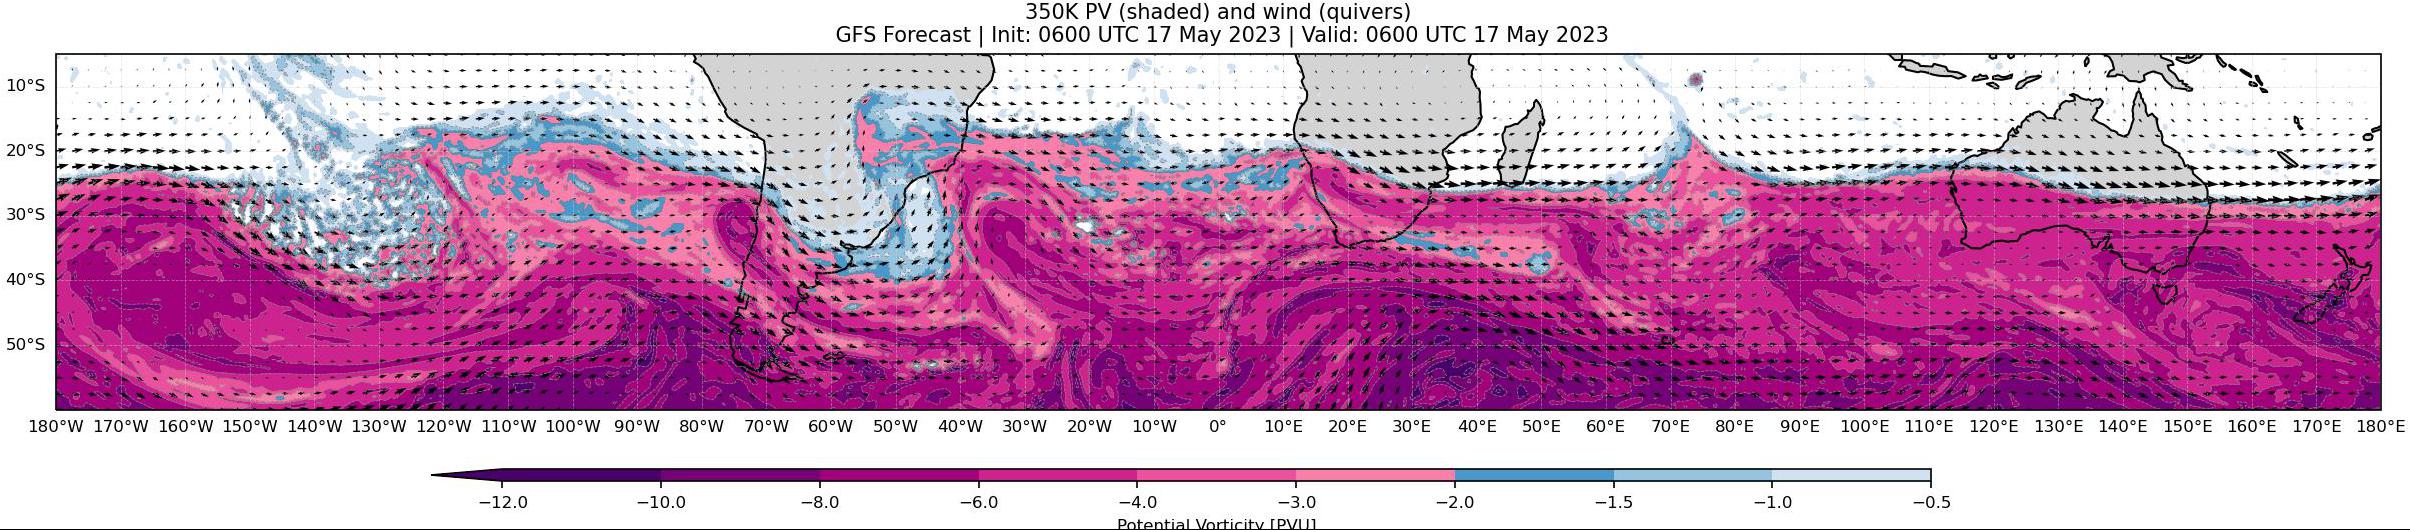 350K PV (shaded) and wind (quivers)
GFS Forecast | Init: 0600 UTC 17 May 2023 | Valid: 0600 UTC 17 May 2023
10°S
20°S
30°S
40°S
50°S
180°W 170°W 160°W 150°W 140°W 130°W 120°W 110°W 100°W 90°W 80°W 70°W 60°W 50°W 40°W 30°W 20°W 10°W 0° 10°E 20°E 30°E 40°E 50°E 60°E 70°E 80°E 90°E 100°E 110°E 120°E 130°E 140°E 150°E 160°E 170°E 180°E
−12.0 −10.0 −8.0 −6.0 −4.0 −3.0 −2.0 −1.5 −1.0 −0.5
Potential Vorticity [PVU]